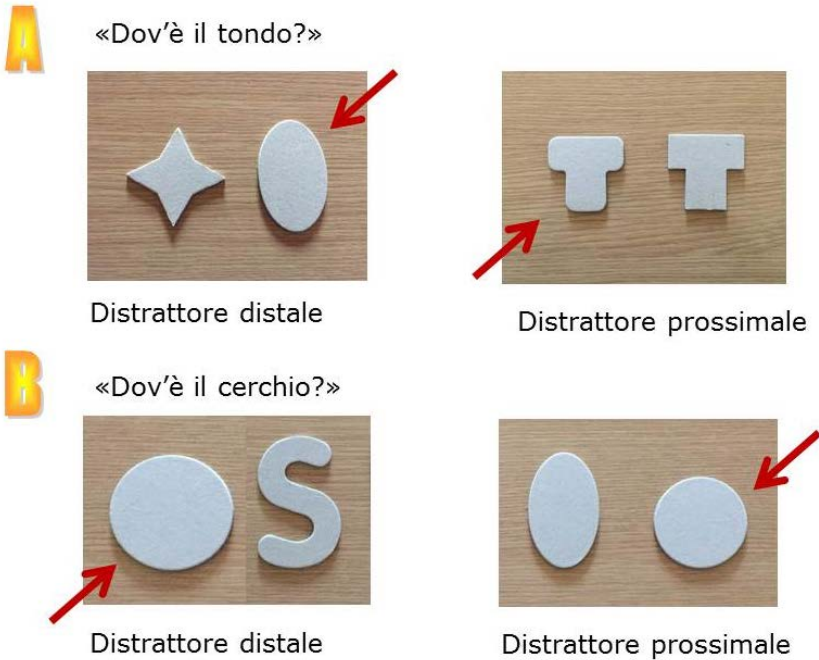 A
«Dov’è il tondo?»
Distrattore distale
Distrattore prossimale
B
«Dov’è il cerchio?»
Distrattore distale
Distrattore prossimale